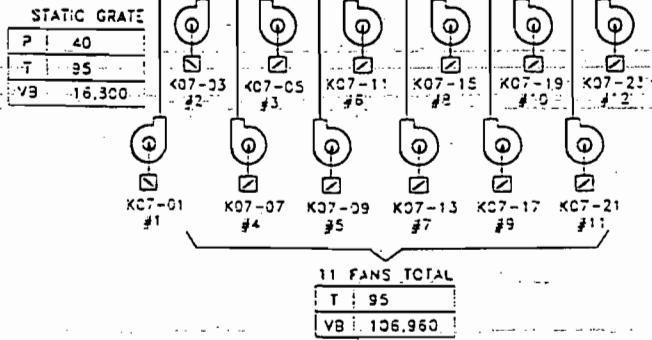 STATIC GRATE
P 40
T 95
VB 16,300
K07-03 K07-05 K07-11 K07-15 K07-19 K07-23
#2 #3 #6 #8 #10 #12
K07-01 K07-07 K07-09 K07-13 K07-17 K07-21
#1 #4 #5 #7 #9 #11
11 FANS TOTAL
T 95
VB 106,960